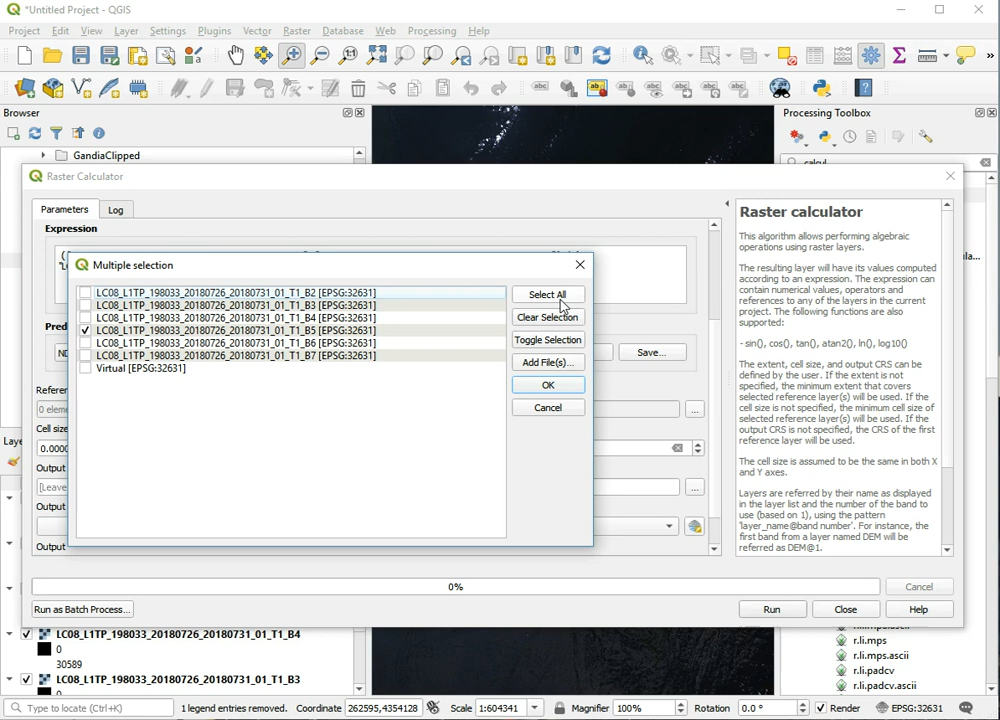 *Untitled Project - QGIS
Project Edit View Layer Settings Plugins Vector Raster Database Web Processing Help
Browser
Processing Toolbox
GandiaClipped
Raster Calculator
Parameters Log
Expression
Multiple selection
LC08_L1TP_198033_20180726_20180731_01_T1_B2 [EPSG:32631]
LC08_L1TP_198033_20180726_20180731_01_T1_B3 [EPSG:32631]
LC08_L1TP_198033_20180726_20180731_01_T1_B4 [EPSG:32631]
LC08_L1TP_198033_20180726_20180731_01_T1_B5 [EPSG:32631]
LC08_L1TP_198033_20180726_20180731_01_T1_B6 [EPSG:32631]
LC08_L1TP_198033_20180726_20180731_01_T1_B7 [EPSG:32631]
Virtual [EPSG:32631]
Select All
Clear Selection
Toggle Selection
Add File(s)...
OK
Cancel
Pred
ND
Save...
Referen
0 eleme
...
Cell size
0.0000
Output
[Leave
...
Output
Output
Raster calculator
This algorithm allows performing algebraic
operations using raster layers.
The resulting layer will have its values computed
according to an expression. The expression can
contain numerical values, operators and
references to any of the layers in the current
project. The following functions are also
supported:
- sin(), cos(), tan(), atan2(), ln(), log10()
The extent, cell size, and output CRS can be
defined by the user. If the extent is not
specified, the minimum extent that covers
selected reference layer(s) will be used. If the
cell size is not specified, the minimum cell size of
selected reference layer(s) will be used. If the
output CRS is not specified, the CRS of the first
reference layer will be used.
The cell size is assumed to be the same in both X
and Y axes.
Layers are referred by their name as displayed
in the layer list and the number of the band to
use (based on 1), using the pattern
'layer_name@band number'. For instance, the
first band from a layer named DEM will be
referred as DEM@1.
0%
Cancel
Run as Batch Process...
Run
Close
Help
Laye
LC08_L1TP_198033_20180726_20180731_01_T1_B4
0
30589
LC08_L1TP_198033_20180726_20180731_01_T1_B3
r.li.mps
r.li.mps.ascii
r.li.padcv
r.li.padcv.ascii
Type to locate (Ctrl+K)
1 legend entries removed. Coordinate 262595,4354128 Scale 1:604341 Magnifier 100% Rotation 0.0 ° Render EPSG:32631